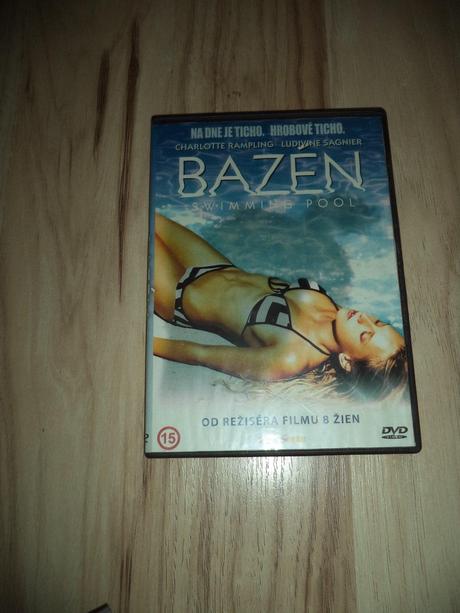 NA DNE JE TICHO. HROBOVÉ TICHO.
CHARLOTTE RAMPLING LUDIVINE SAGNIER
BAZÉN
SWIMMING POOL
OD REŽISÉRA FILMU 8 ŽIEN
15
DVD